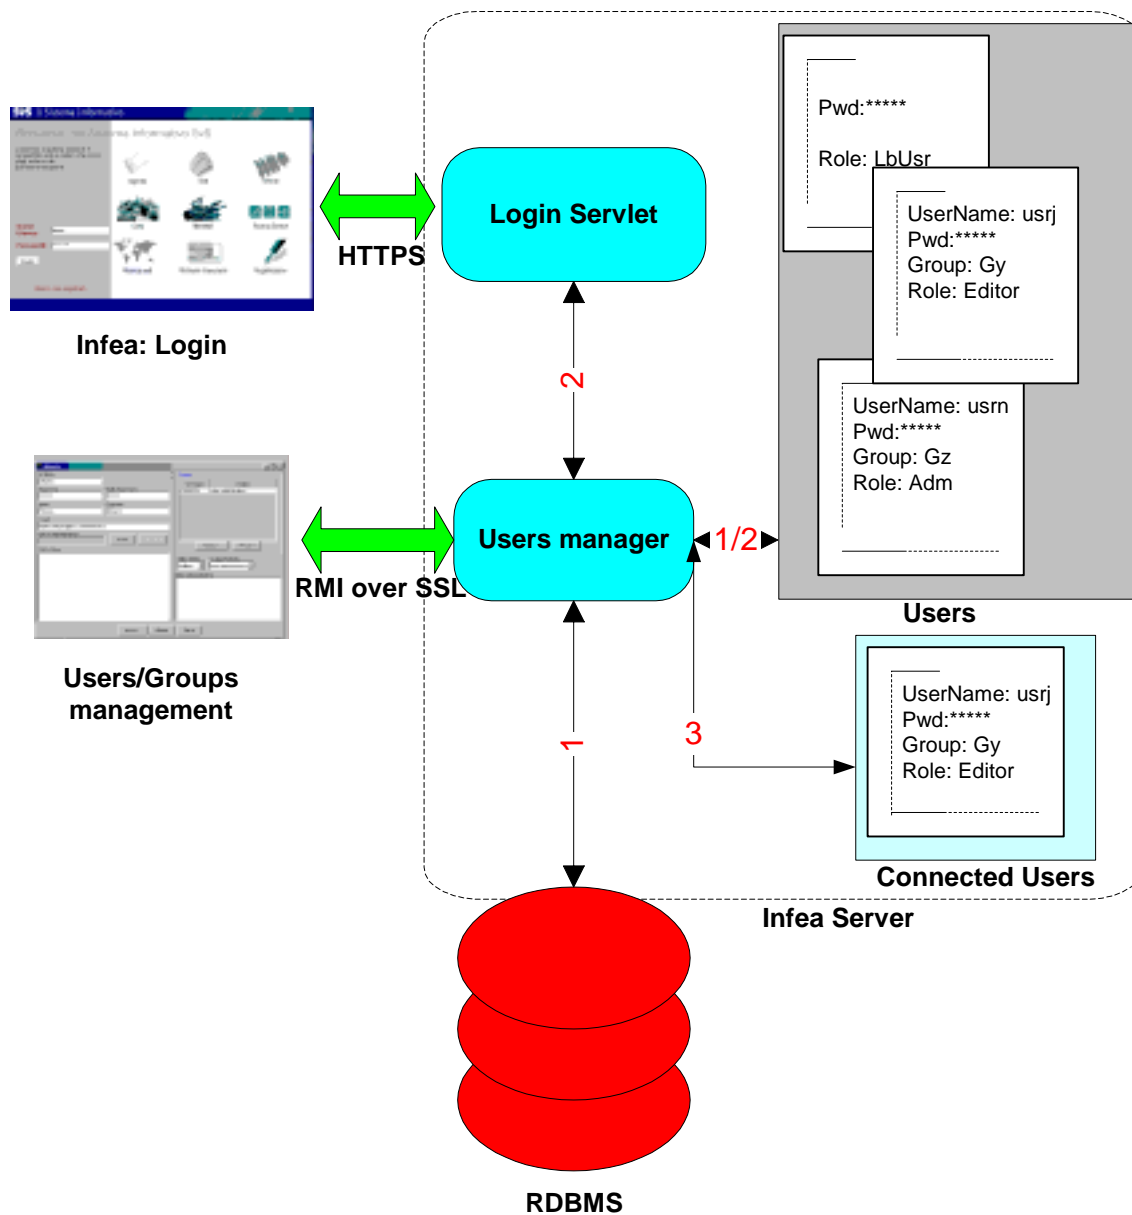 Pwd:*****
Role: LbUsr
UserName: usrj
Pwd:*****
Group: Gy
Role: Editor
UserName: usrn
Pwd:*****
Group: Gz
Role: Adm
Users
Login Servlet
HTTPS
Infea: Login
2
Users manager
1/2
RMI over SSL
Users/Groups
management
1
3
UserName: usrj
Pwd:*****
Group: Gy
Role: Editor
Connected Users
Infea Server
RDBMS